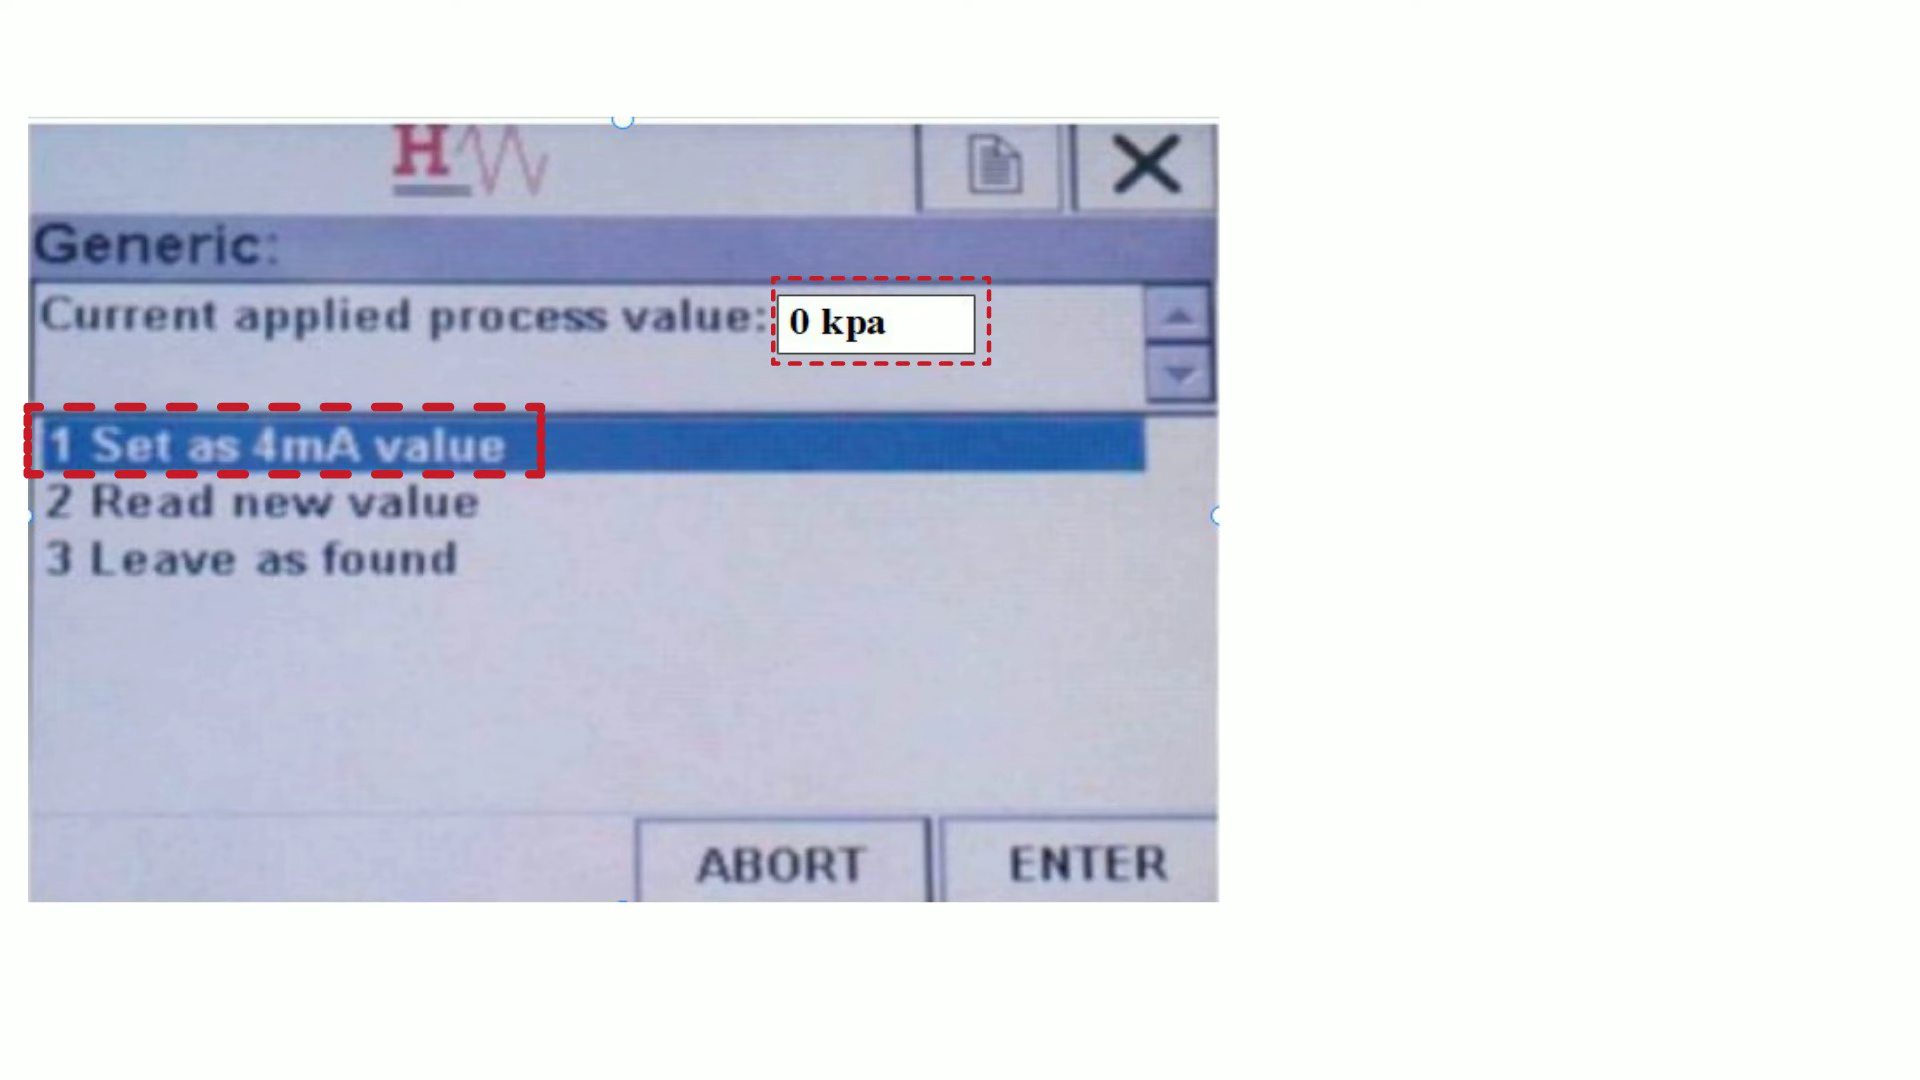 H
Generic:
Current applied process value: 0 kpa
1 Set as 4mA value
2 Read new value
3 Leave as found
ABORT ENTER